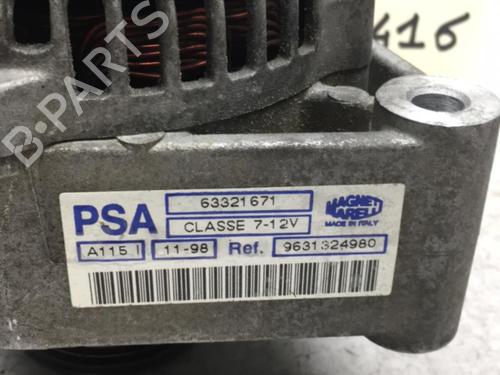 416
B-PARTS
PSA
63321671
CLASSE 7-12V
MAGNETI MARELLI
MADE IN ITALY
A115 I
11-98
Ref.
9631324980